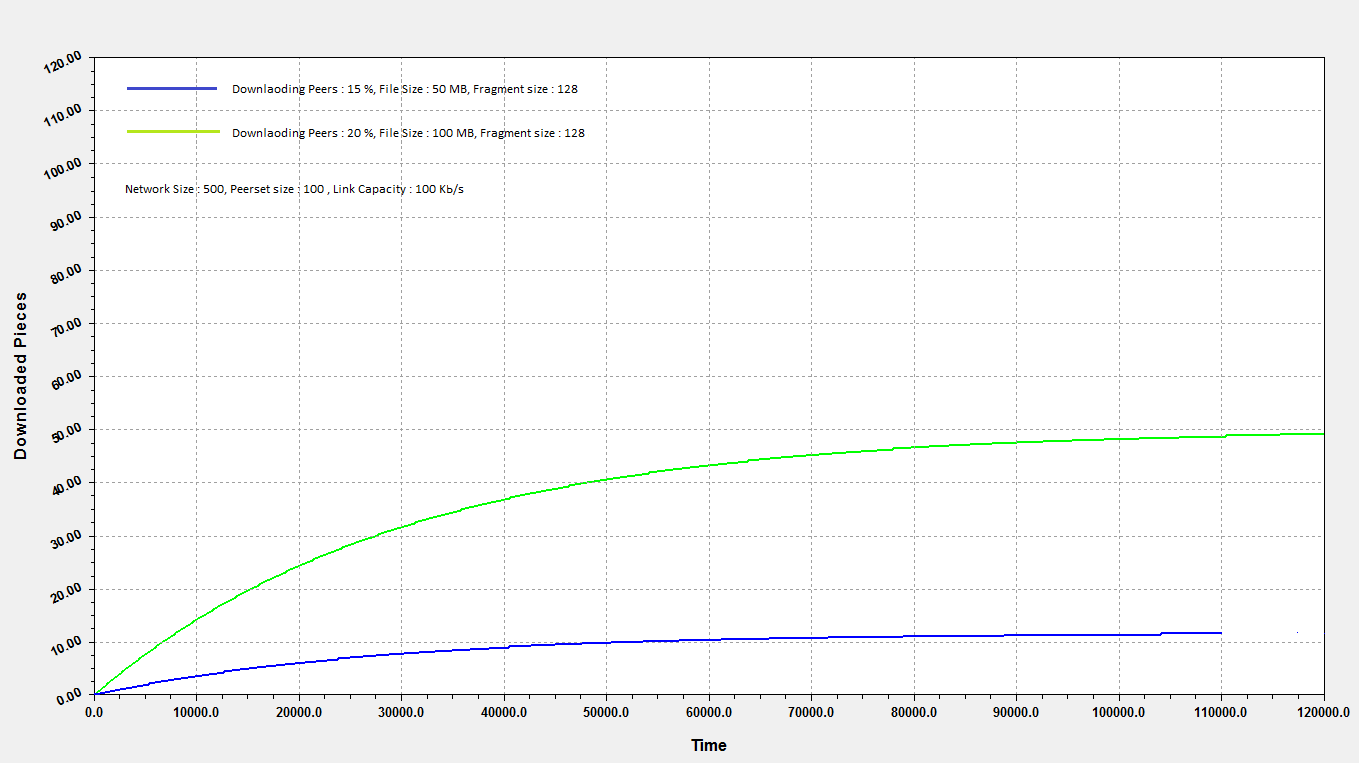 120.00
110.00
100.00
90.00
80.00
70.00
60.00
50.00
40.00
30.00
20.00
10.00
0.00
Downloaded Pieces
Downlaoding Peers : 15 %, File Size : 50 MB, Fragment size : 128
Downlaoding Peers : 20 %, File Size : 100 MB, Fragment size : 128
Network Size : 500, Peerset size : 100 , Link Capacity : 100 Kb/s
0.0 10000.0 20000.0 30000.0 40000.0 50000.0 60000.0 70000.0 80000.0 90000.0 100000.0 110000.0 120000.0
Time